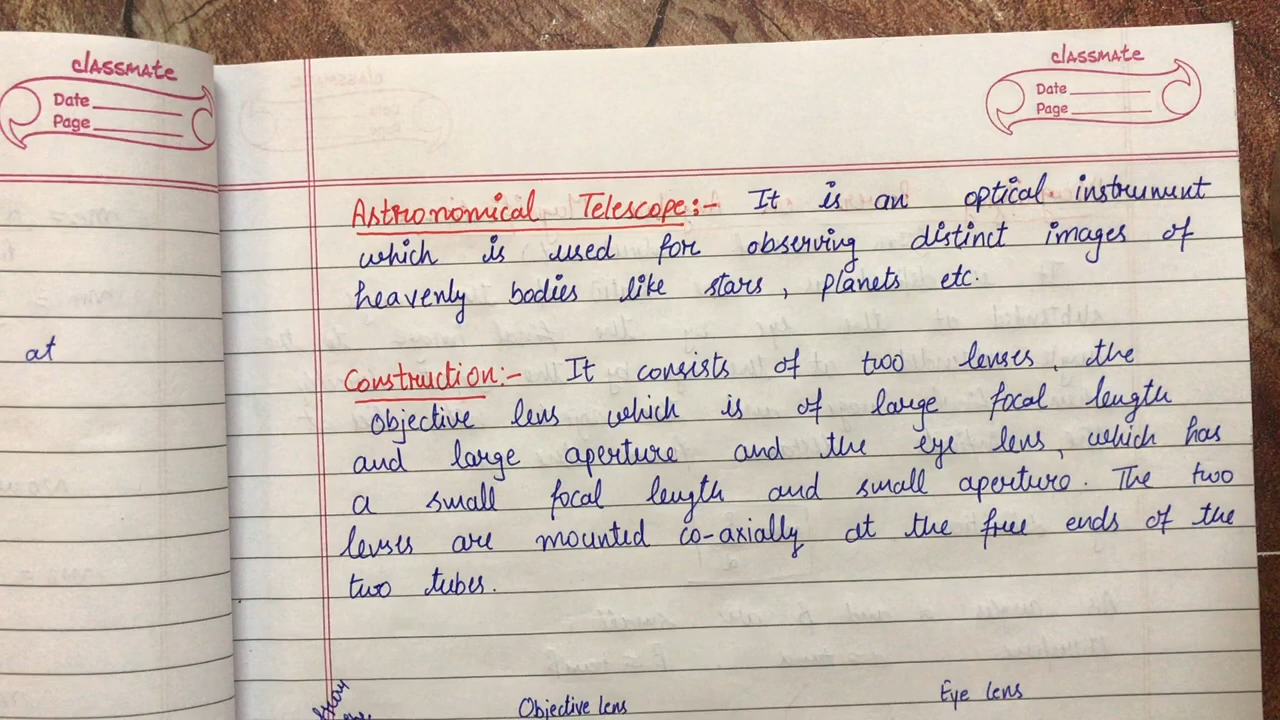 classmate
Date
Page
at
classmate
Date
Page
Astronomical Telescope:- It is an optical instrument
which is used for observing distinct images of
heavenly bodies like stars, planets etc.
Construction:- It consists of two lenses, the
Objective lens which is of large focal length
and large aperture and the eye lens, which has
a small focal length and small aperture. The two
lenses are mounted co-axially at the free ends of the
two tubes.
Objective lens
Eye lens